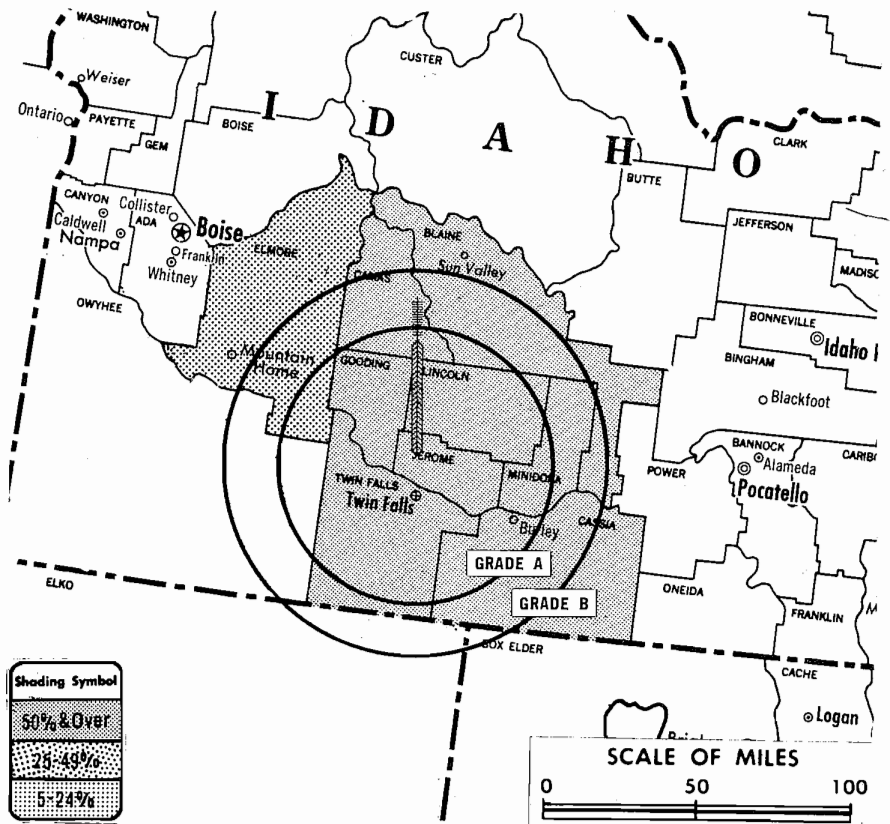 WASHINGTON
Weiser
Ontario
PAYETTE
GEM
BOISE
CUSTER
IDAHO
CLARK
BUTTE
JEFFERSON
CANYON
Collister
ADA
Boise
Caldwell
Nampa
Franklin
Whitney
ELMORE
BLAINE
Sun Valley
CAMAS
OWYHEE
Mountain
Home
GOODING
LINCOLN
BONNEVILLE
BINGHAM
Blackfoot
JEROME
MINIDOKA
POWER
BANNOCK
Alameda
Pocatello
TWIN FALLS
Twin Falls
Burley
CASSIA
GRADE A
GRADE B
ELKO
ONEIDA
FRANKLIN
BOX ELDER
CACHE
Logan
Shading Symbol
50% & Over
25-49%
5-24%
SCALE OF MILES
0 50 100